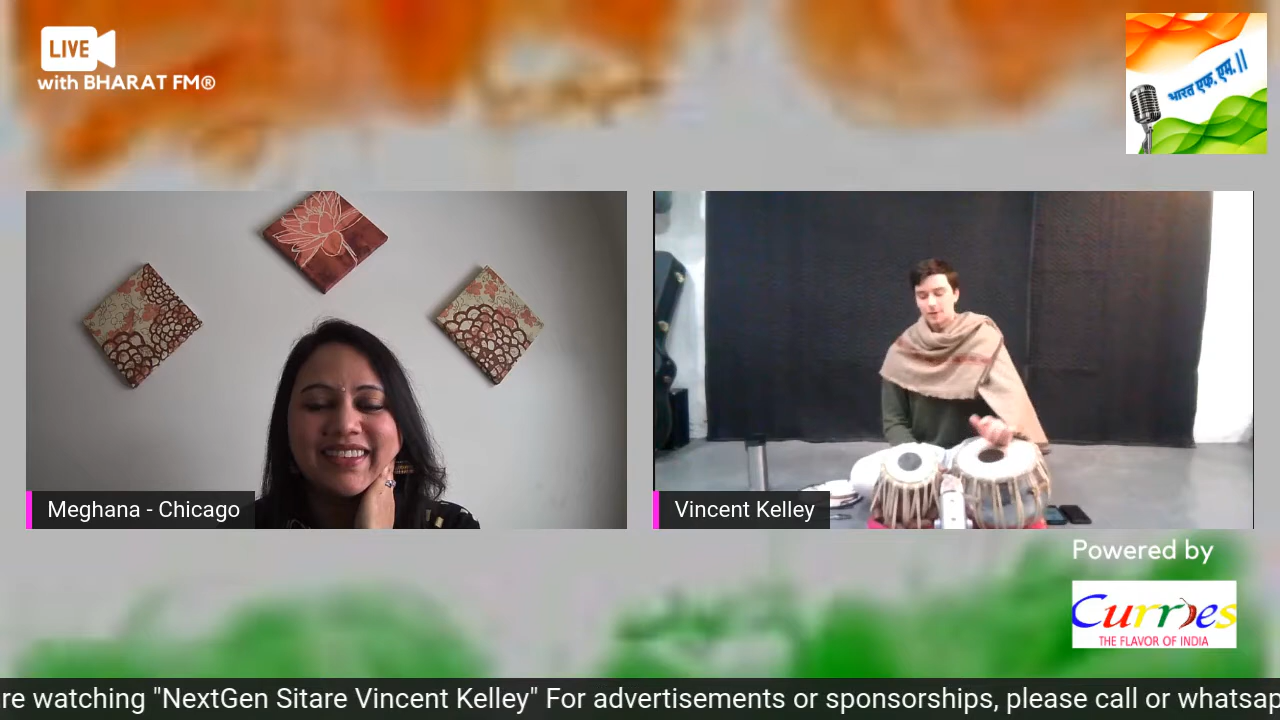 LIVE
with BHARAT FM®
भारत एफ. एम.||
Meghana - Chicago
Vincent Kelley
Powered by
Curries
THE FLAVOR OF INDIA
re watching "NextGen Sitare Vincent Kelley" For advertisements or sponsorships, please call or whatsap